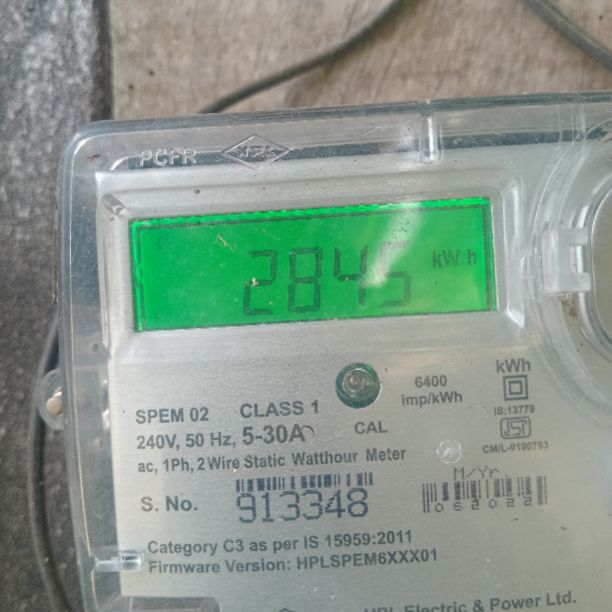 PCFR
2845 kWh
6400
imp/kWh
kWh
IS:13779
CM/L-9190763
SPEM 02 CLASS 1
240V, 50 Hz, 5-30A
CAL
ac, 1Ph, 2 Wire Static Watthour Meter
S. No. 913348
M/Yr.
062022
Category C3 as per IS 15959:2011
Firmware Version: HPLSPEM6XXX01
HPL Electric & Power Ltd.